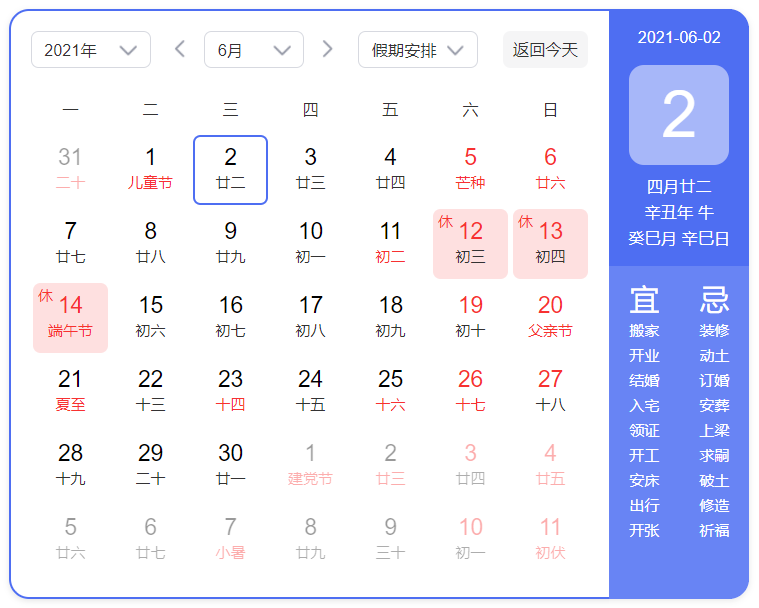 2021年 6月 假期安排 返回今天
一 二 三 四 五 六 日
31 1 2 3 4 5 6
二十 儿童节 廿二 廿三 廿四 芒种 廿六
7 8 9 10 11 休 12 休 13
廿七 廿八 廿九 初一 初二 初三 初四
休 14 15 16 17 18 19 20
端午节 初六 初七 初八 初九 初十 父亲节
21 22 23 24 25 26 27
夏至 十三 十四 十五 十六 十七 十八
28 29 30 1 2 3 4
十九 二十 廿一 建党节 廿三 廿四 廿五
5 6 7 8 9 10 11
廿六 廿七 小暑 廿九 三十 初一 初伏
2021-06-02
2
四月廿二
辛丑年 牛
癸巳月 辛巳日
宜 忌
搬家 装修
开业 动土
结婚 订婚
入宅 安葬
领证 上梁
开工 求嗣
安床 破土
出行 修造
开张 祈福